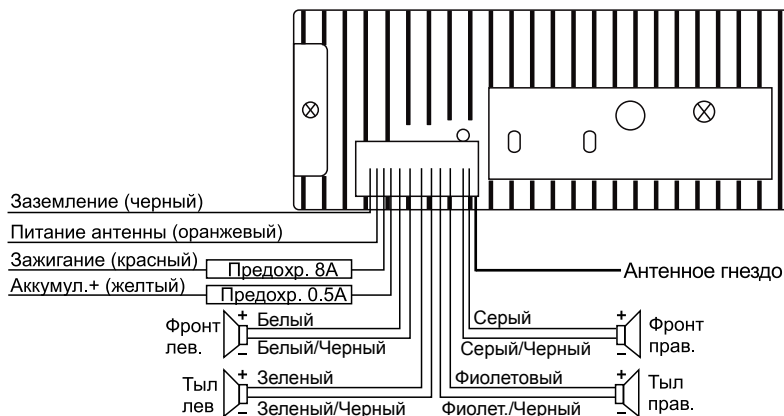 Заземление (черный)
Питание антенны (оранжевый)
Зажигание (красный)
Предохр. 8А
Аккумул.+ (желтый)
Предохр. 0.5А
Антенное гнездо
Фронт
лев.
+
–
Белый
Белый/Черный
Серый
Серый/Черный
+
–
Фронт
прав.
Тыл
лев
+
–
Зеленый
Зеленый/Черный
Фиолетовый
Фиолет./Черный
+
–
Тыл
прав.